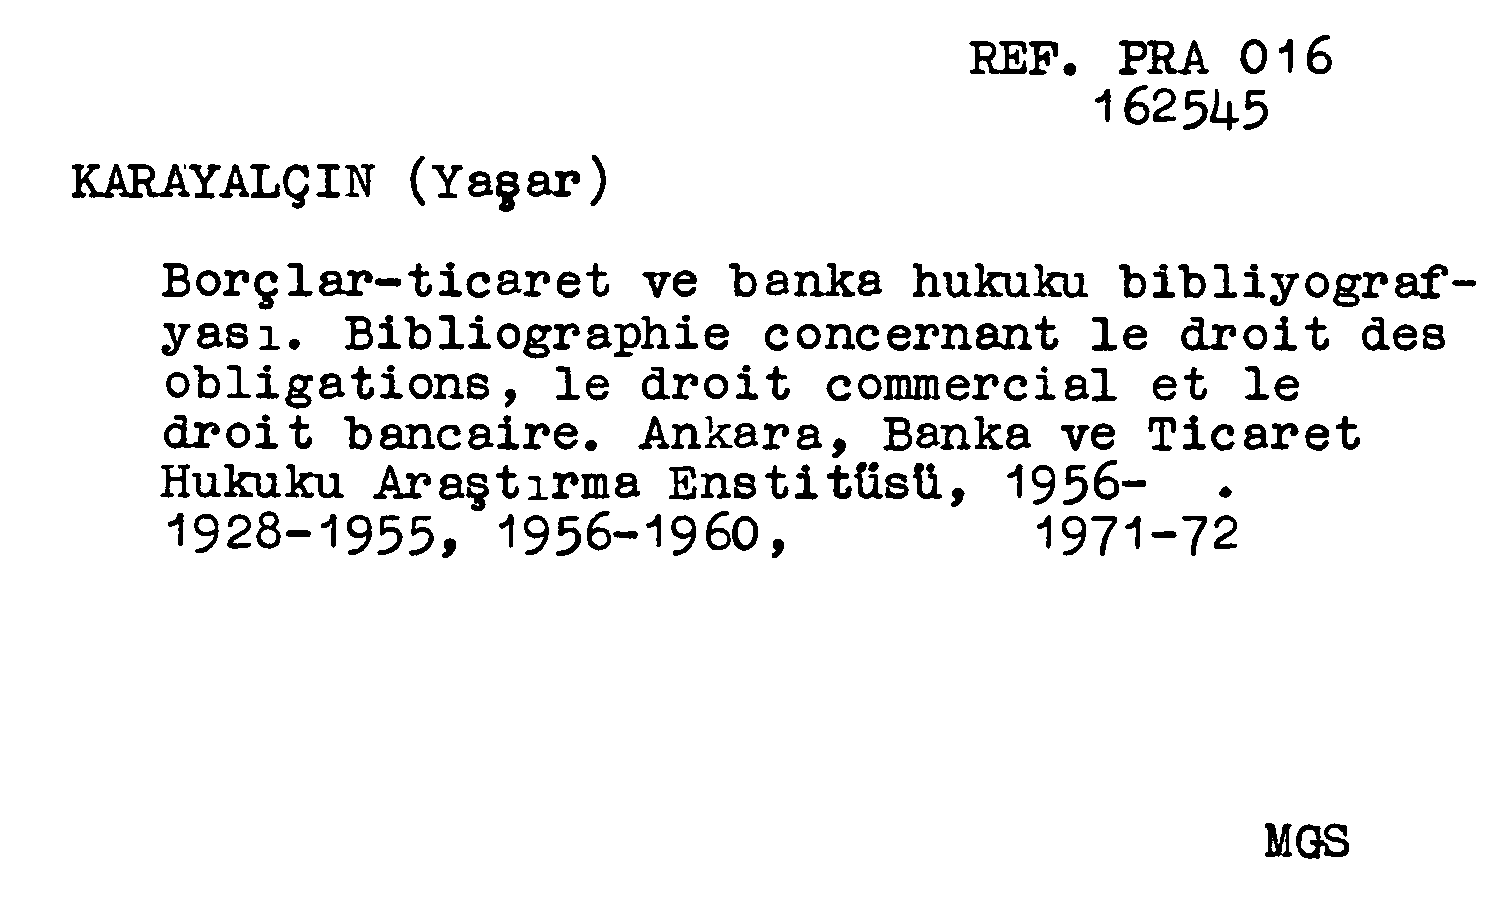 REF. PRA 016
162545
KARAYALÇIN (Yaşar)
Borçlar-ticaret ve banka hukuku bibliyograf-
yası. Bibliographie concernant le droit des
obligations, le droit commercial et le
droit bancaire. Ankara, Banka ve Ticaret
Hukuku Araştırma Enstitüsü, 1956-   .
1928-1955, 1956-1960,        1971-72
MGS